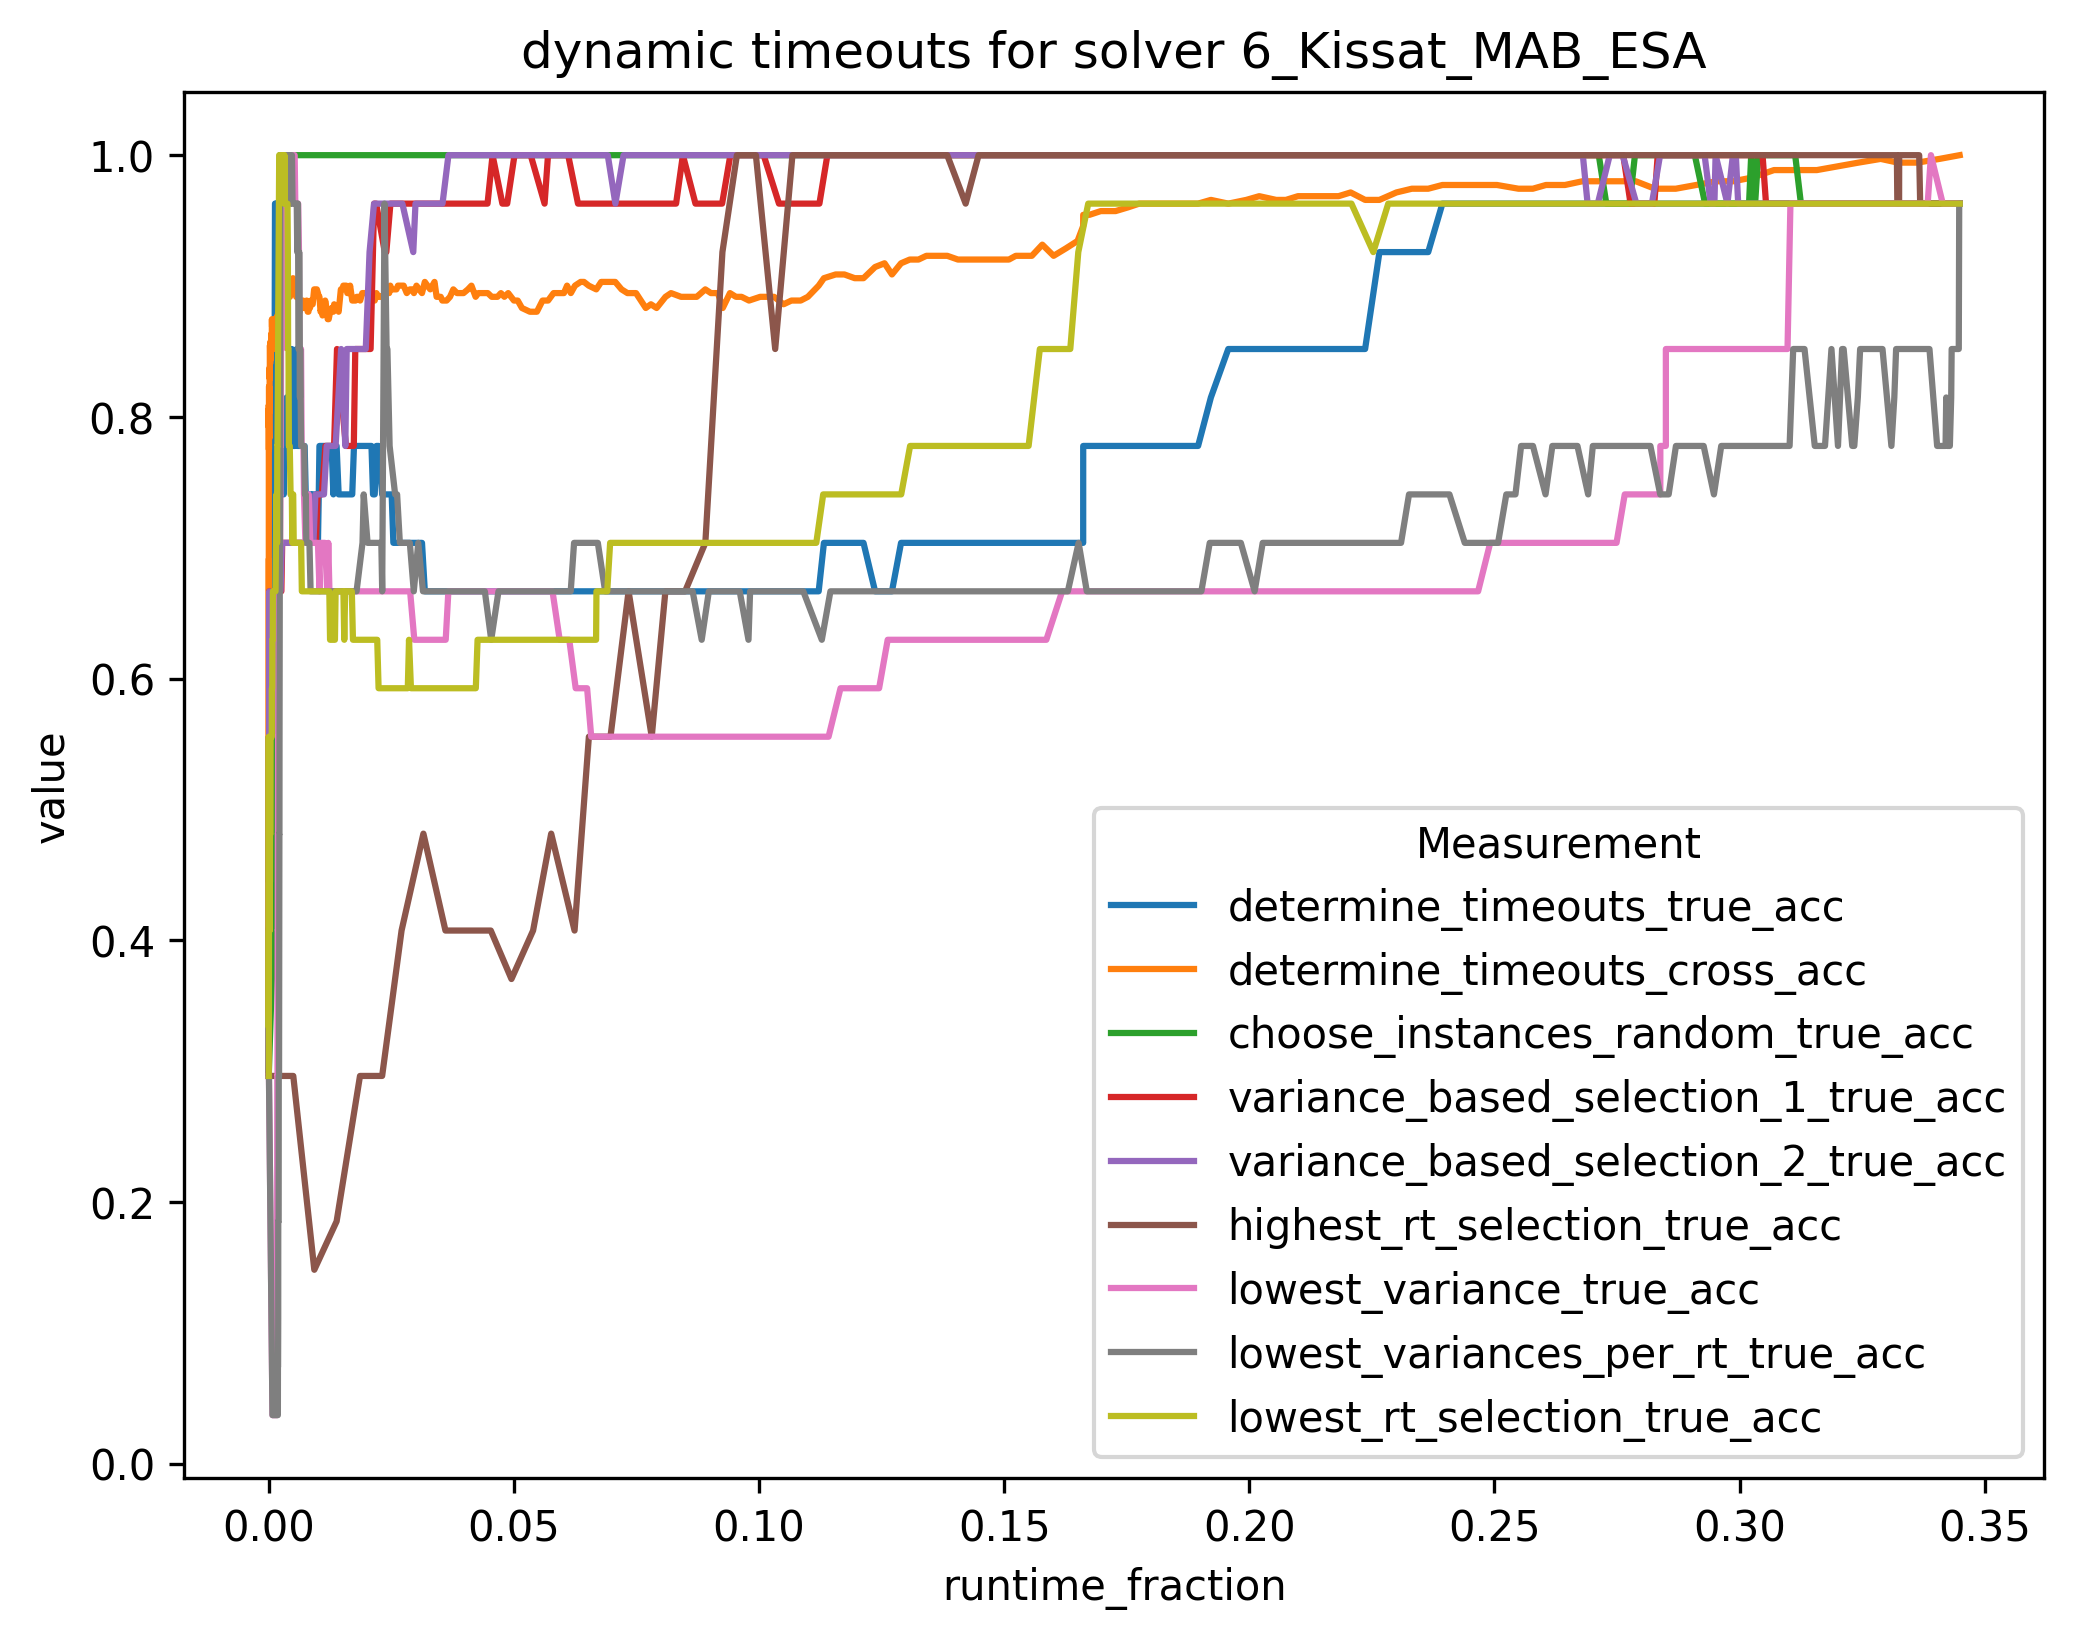 dynamic timeouts for solver 6_Kissat_MAB_ESA
1.0
0.8
0.6
0.4
0.2
0.0
value
Measurement
determine_timeouts_true_acc
determine_timeouts_cross_acc
choose_instances_random_true_acc
variance_based_selection_1_true_acc
variance_based_selection_2_true_acc
highest_rt_selection_true_acc
lowest_variance_true_acc
lowest_variances_per_rt_true_acc
lowest_rt_selection_true_acc
0.00 0.05 0.10 0.15 0.20 0.25 0.30 0.35
runtime_fraction